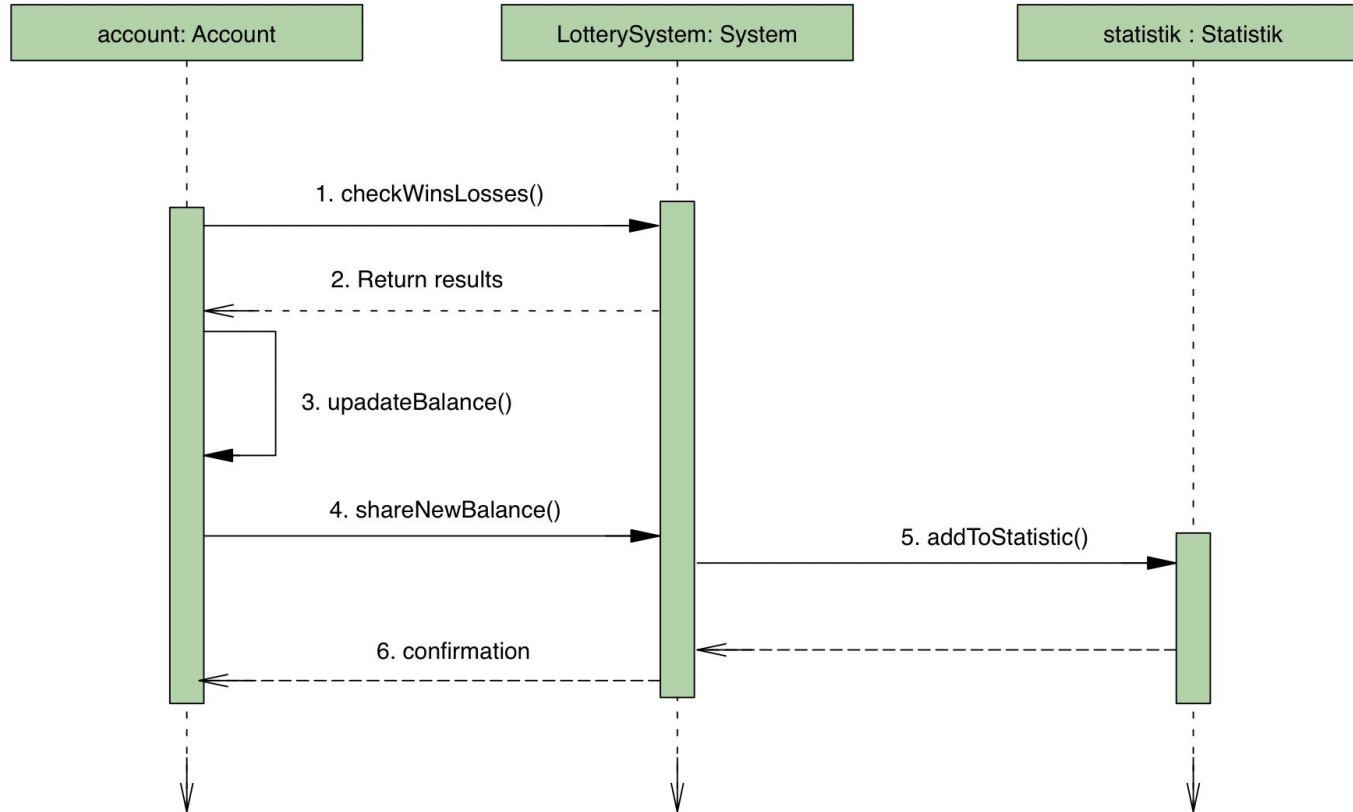 account: Account
LotterySystem: System
statistik : Statistik
1. checkWinsLosses()
2. Return results
3. upadateBalance()
4. shareNewBalance()
5. addToStatistic()
6. confirmation